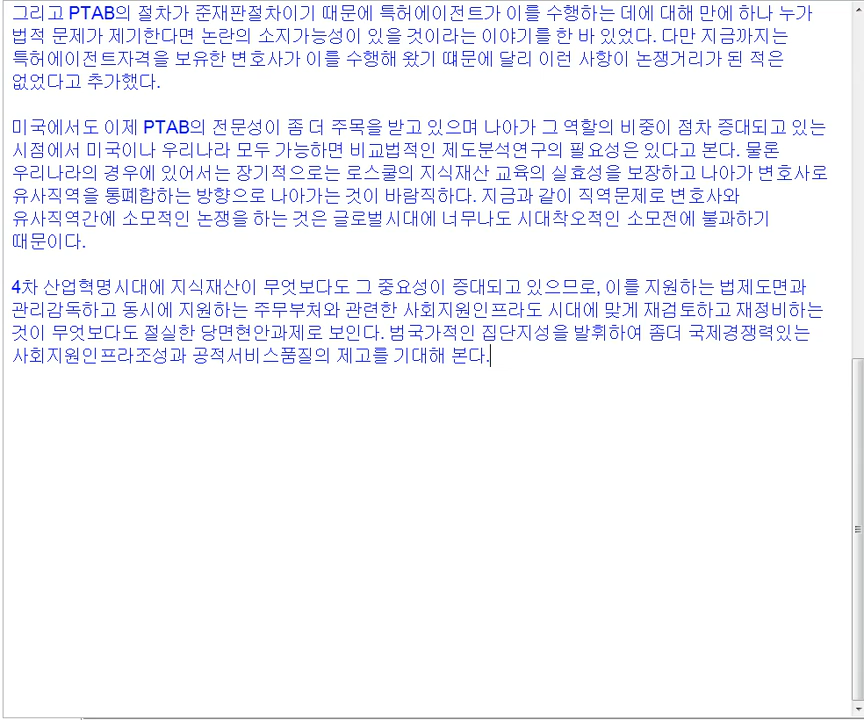 그리고 PTAB의 절차가 준재판절차이기 때문에 특허에이전트가 이를 수행하는 데에 대해 만에 하나 누가
법적 문제가 제기한다면 논란의 소지가능성이 있을 것이라는 이야기를 한 바 있었다. 다만 지금까지는
특허에이전트자격을 보유한 변호사가 이를 수행해 왔기 떄문에 달리 이런 사항이 논쟁거리가 된 적은
없었다고 추가했다.
미국에서도 이제 PTAB의 전문성이 좀 더 주목을 받고 있으며 나아가 그 역할의 비중이 점차 증대되고 있는
시점에서 미국이나 우리나라 모두 가능하면 비교법적인 제도분석연구의 필요성은 있다고 본다. 물론
우리나라의 경우에 있어서는 장기적으로는 로스쿨의 지식재산 교육의 실효성을 보장하고 나아가 변호사로
유사직역을 통폐합하는 방향으로 나아가는 것이 바람직하다. 지금과 같이 직역문제로 변호사와
유사직역간에 소모적인 논쟁을 하는 것은 글로벌시대에 너무나도 시대착오적인 소모전에 불과하기
때문이다.
4차 산업혁명시대에 지식재산이 무엇보다도 그 중요성이 증대되고 있으므로, 이를 지원하는 법제도면과
관리감독하고 동시에 지원하는 주무부처와 관련한 사회지원인프라도 시대에 맞게 재검토하고 재정비하는
것이 무엇보다도 절실한 당면현안과제로 보인다. 범국가적인 집단지성을 발휘하여 좀더 국제경쟁력있는
사회지원인프라조성과 공적서비스품질의 제고를 기대해 본다.